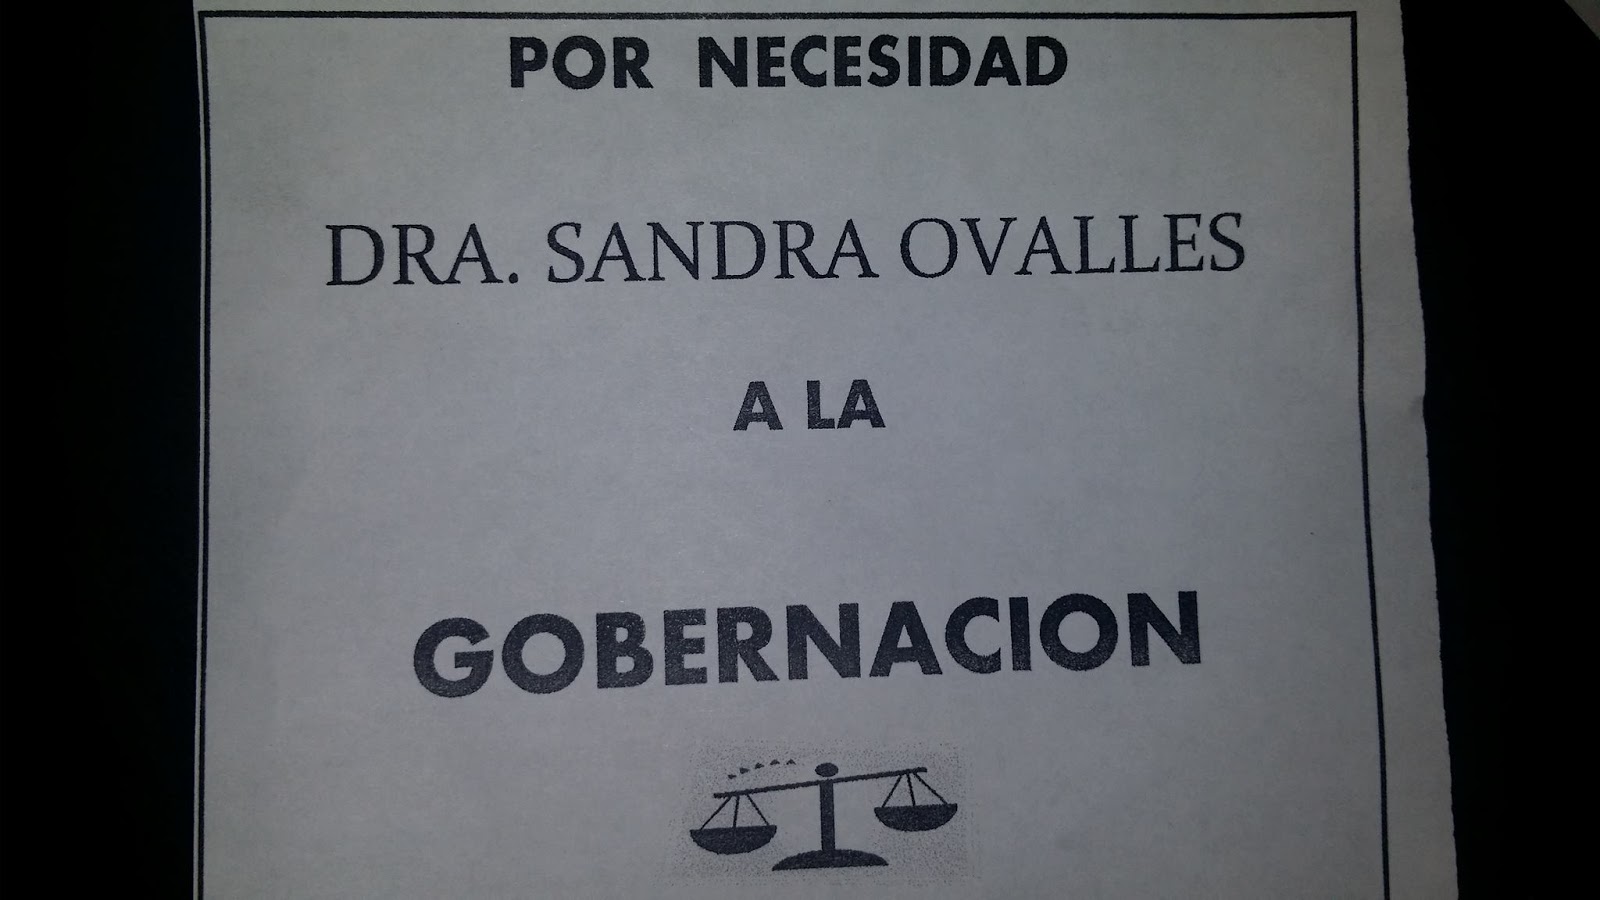 POR NECESIDAD
DRA. SANDRA OVALLES
A LA
GOBERNACION